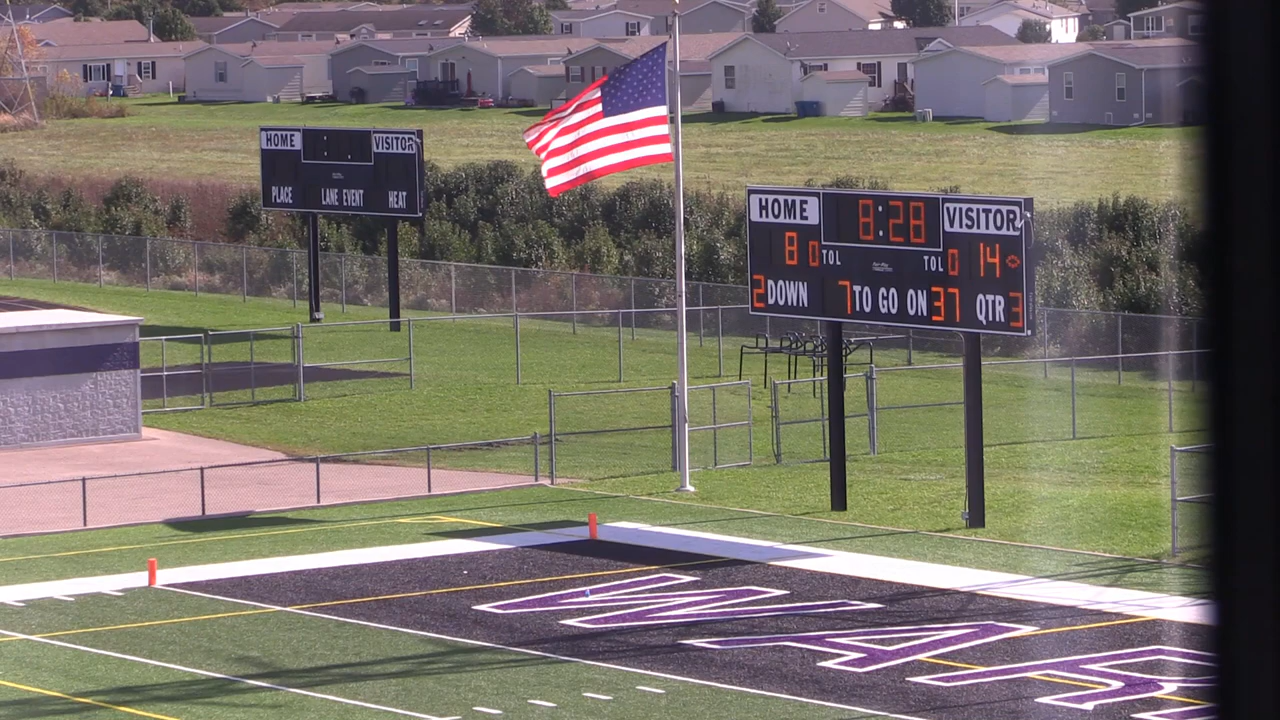 HOME : : VISITOR
PLACE LANE EVENT HEAT
HOME 8:28 VISITOR
8 0 TOL TOL 0 14
2 DOWN 7 TO GO ON 37 QTR 3
WAR